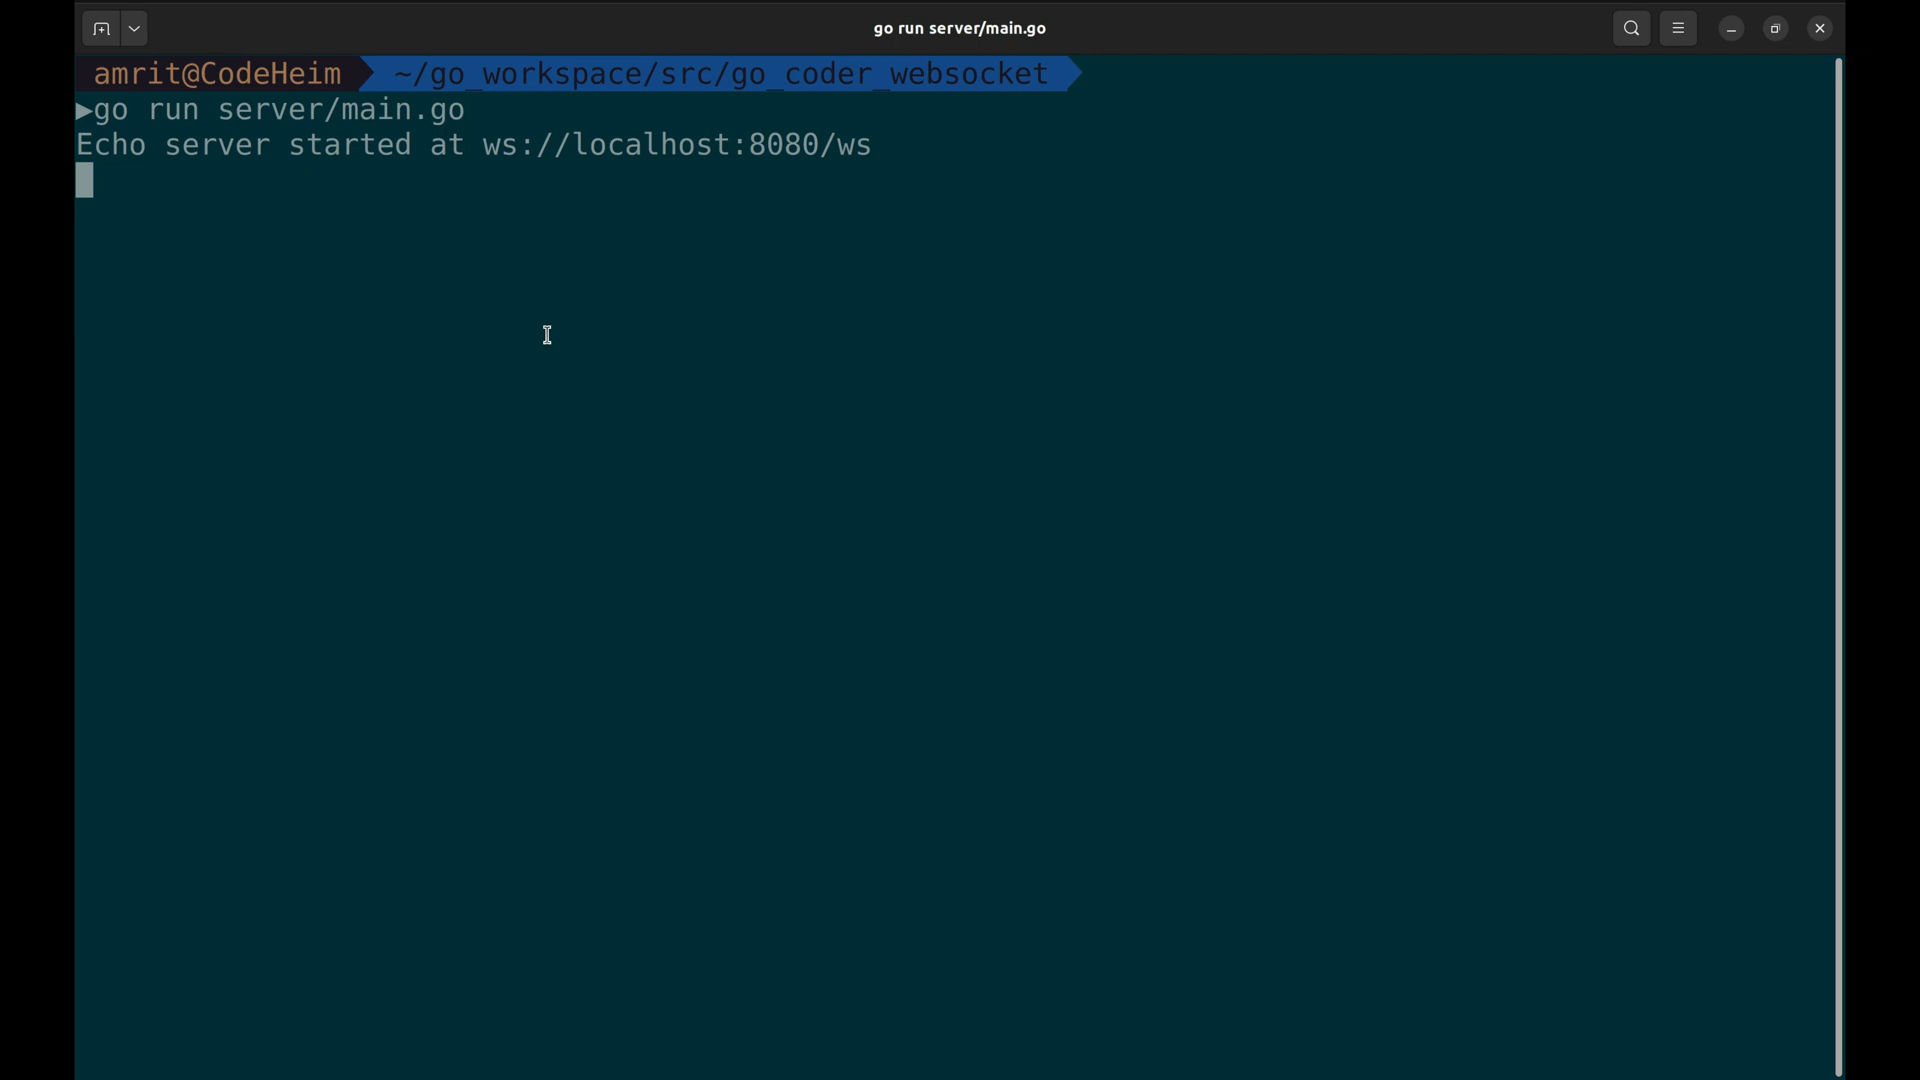 go run server/main.go
amrit@CodeHeim ~/go_workspace/src/go_coder_websocket
▶go run server/main.go
Echo server started at ws://localhost:8080/ws